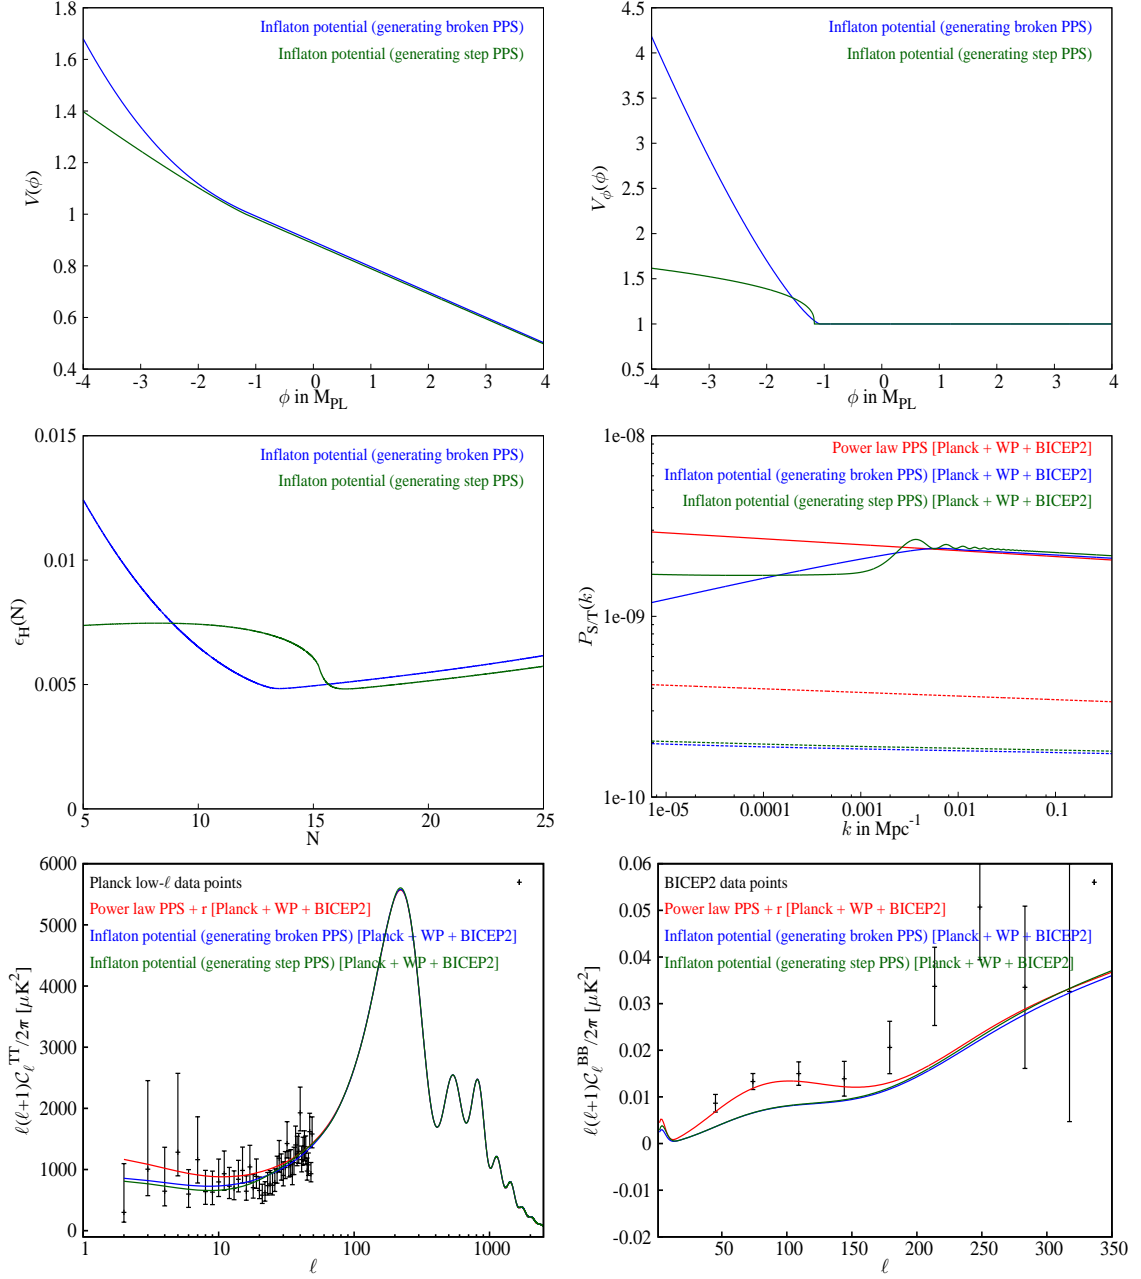 Inflaton potential (generating broken PPS)
Inflaton potential (generating step PPS)
V(ϕ)
1.8
1.6
1.4
1.2
1
0.8
0.6
0.4
-4 -3 -2 -1 0 1 2 3 4
ϕ in M_PL
Inflaton potential (generating broken PPS)
Inflaton potential (generating step PPS)
V_ϕ(ϕ)
4.5
4
3.5
3
2.5
2
1.5
1
0.5
-4 -3 -2 -1 0 1 2 3 4
ϕ in M_PL
Inflaton potential (generating broken PPS)
Inflaton potential (generating step PPS)
ϵ_H(N)
0.015
0.01
0.005
0
5 10 15 20 25
N
Power law PPS [Planck + WP + BICEP2]
Inflaton potential (generating broken PPS) [Planck + WP + BICEP2]
Inflaton potential (generating step PPS) [Planck + WP + BICEP2]
P_S/T(k)
1e-08
1e-09
1e-10
1e-05 0.0001 0.001 0.01 0.1
k in Mpc^-1
Planck low-ℓ data points
Power law PPS + r [Planck + WP + BICEP2]
Inflaton potential (generating broken PPS) [Planck + WP + BICEP2]
Inflaton potential (generating step PPS) [Planck + WP + BICEP2]
ℓ(ℓ+1)C_ℓ^TT/2π [μK^2]
6000
5000
4000
3000
2000
1000
0
1 10 100 1000
ℓ
BICEP2 data points
Power law PPS + r [Planck + WP + BICEP2]
Inflaton potential (generating broken PPS) [Planck + WP + BICEP2]
Inflaton potential (generating step PPS) [Planck + WP + BICEP2]
ℓ(ℓ+1)C_ℓ^BB/2π [μK^2]
0.06
0.05
0.04
0.03
0.02
0.01
0
-0.01
-0.02
50 100 150 200 250 300 350
ℓ